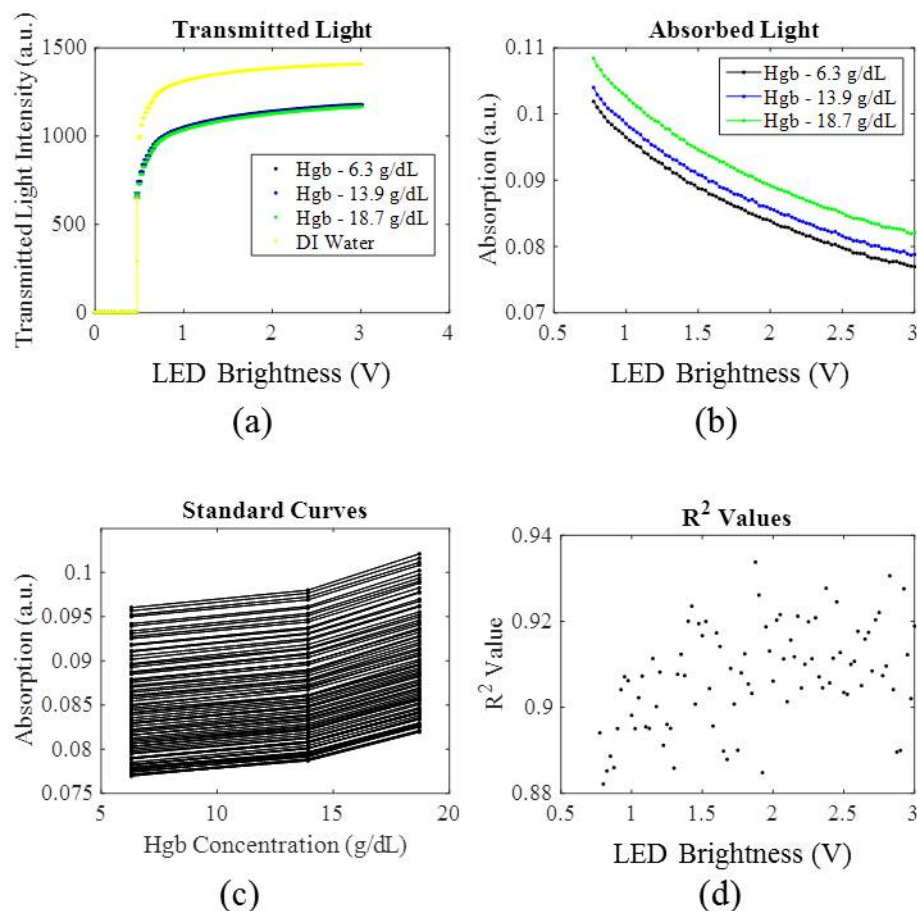 Transmitted Light
Transmitted Light Intensity (a.u.)
1500
1000
500
0
Hgb - 6.3 g/dL
Hgb - 13.9 g/dL
Hgb - 18.7 g/dL
DI Water
0 1 2 3 4
LED Brightness (V)
(a)
Absorbed Light
Absorption (a.u.)
0.11
0.1
0.09
0.08
0.07
Hgb - 6.3 g/dL
Hgb - 13.9 g/dL
Hgb - 18.7 g/dL
0.5 1 1.5 2 2.5 3
LED Brightness (V)
(b)
Standard Curves
Absorption (a.u.)
0.1
0.095
0.09
0.085
0.08
0.075
5 10 15 20
Hgb Concentration (g/dL)
(c)
R² Values
R² Value
0.94
0.92
0.9
0.88
0.5 1 1.5 2 2.5 3
LED Brightness (V)
(d)